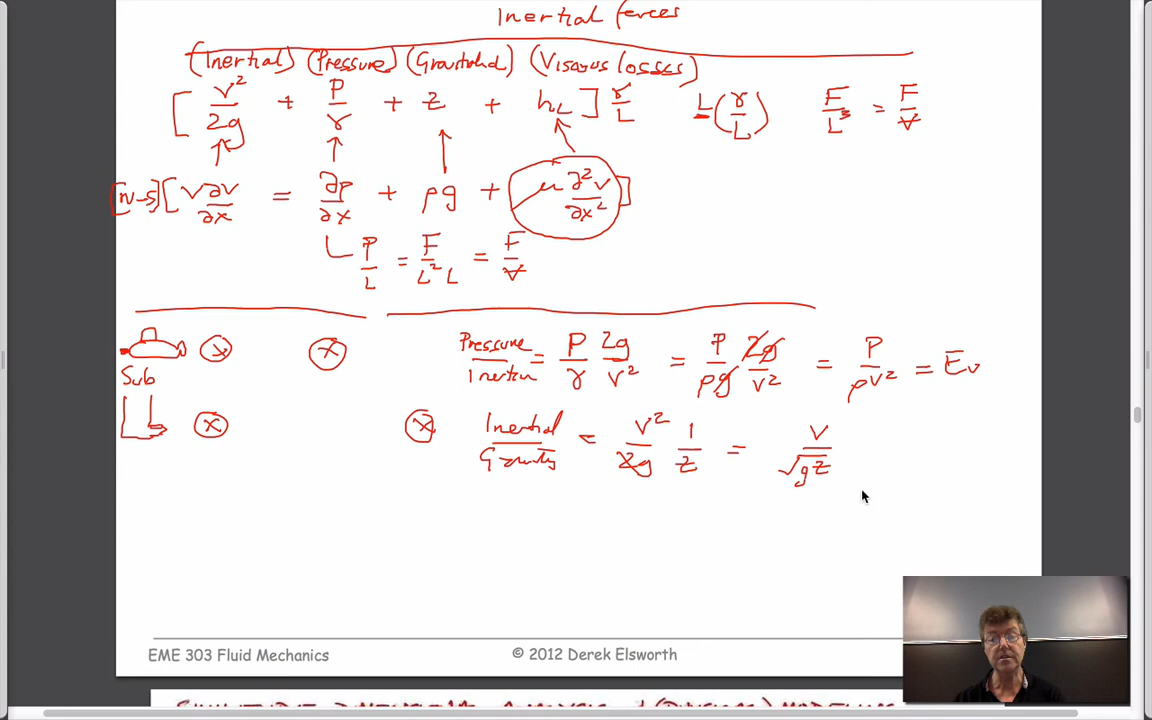 Inertial forces
(Inertial) (Pressure) (Gravitational) (Viscous losses)
[ V²/2g + P/γ + z + h_L ] γ/L   L(γ/L)   F/L³ = F/V
[N-S] [ V∂V/∂x = ∂p/∂x + ρg + μ ∂²V/∂x² ]
P/L = F/L²L = F/V
Pressure/Inertia = P/γ 2g/V² = P/ρg 2g/V² = P/ρV² = Eu
Sub
Inertial/Gravity = V²/2g 1/z = V/√gz
EME 303 Fluid Mechanics
© 2012 Derek Elsworth